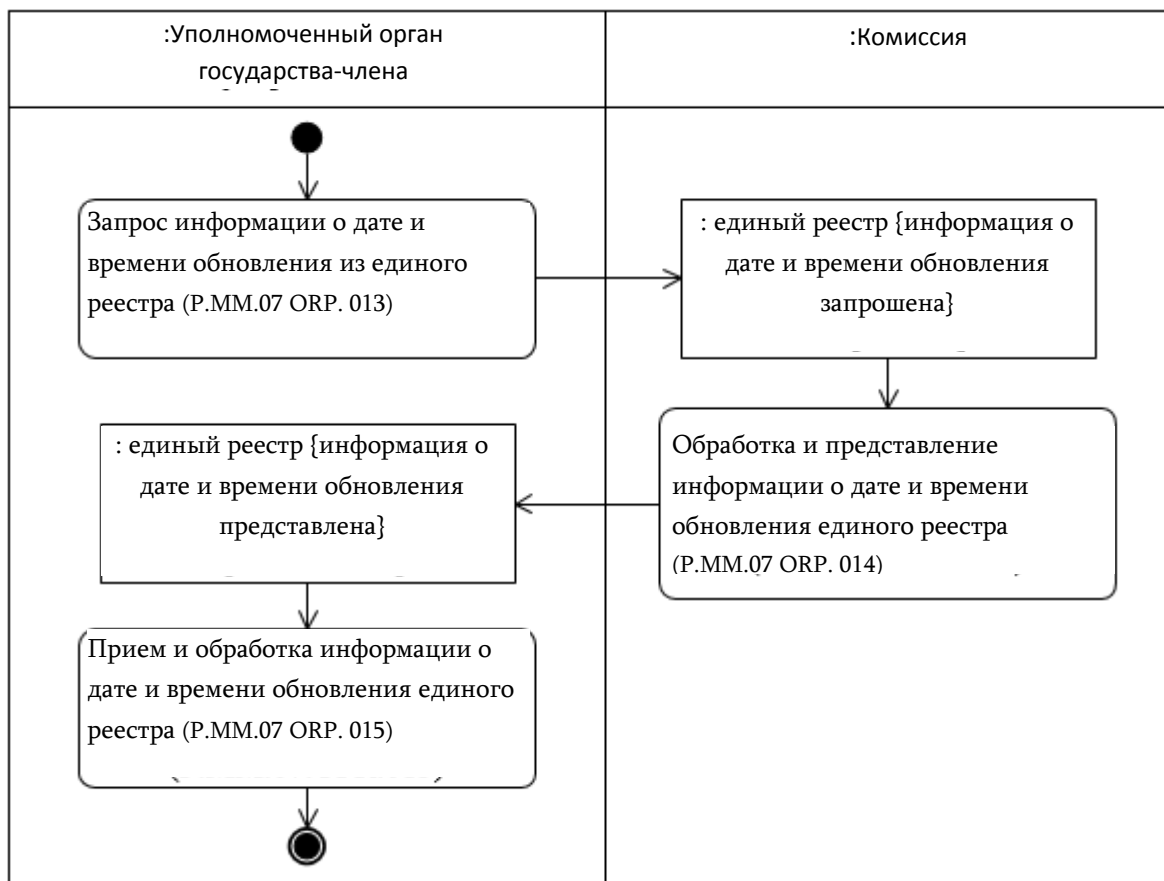 :Уполномоченный орган
государства-члена
:Комиссия
Запрос информации о дате и
времени обновления из единого
реестра (P.MM.07 ORP. 013)
: единый реестр {информация о
дате и времени обновления
запрошена}
Обработка и представление
информации о дате и времени
обновления единого реестра
(P.MM.07 ORP. 014)
: единый реестр {информация о
дате и времени обновления
представлена}
Прием и обработка информации о
дате и времени обновления единого
реестра (P.MM.07 ORP. 015)